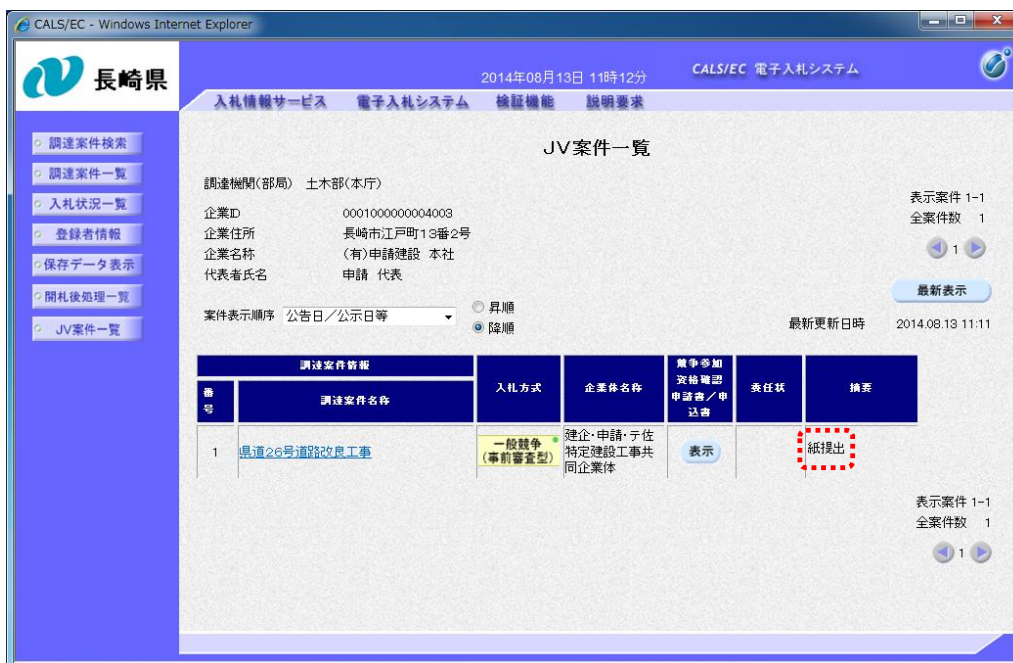 CALS/EC - Windows Internet Explorer
長崎県
2014年08月13日 11時12分
CALS/EC 電子入札システム
入札情報サービス 電子入札システム 検証機能 説明要求
調達案件検索
調達案件一覧
入札状況一覧
登録者情報
保存データ表示
開札後処理一覧
JV案件一覧
JV案件一覧
調達機関(部局) 土木部(本庁)
企業ID 0001000000004003
企業住所 長崎市江戸町13番2号
企業名称 (有)申請建設 本社
代表者氏名 申請 代表
表示案件 1-1
全案件数 1
1
最新表示
案件表示順序 公告日/公示日等
昇順
降順
最新更新日時 2014.08.13 11:11
調達案件情報
番号
調達案件名称
入札方式
企業体名称
競争参加
資格確認
申請書/申
込書
委任状
摘要
1
県道26号道路改良工事
一般競争
(事前審査型)
建企・申請・テ佐
特定建設工事共
同企業体
表示
紙提出
表示案件 1-1
全案件数 1
1